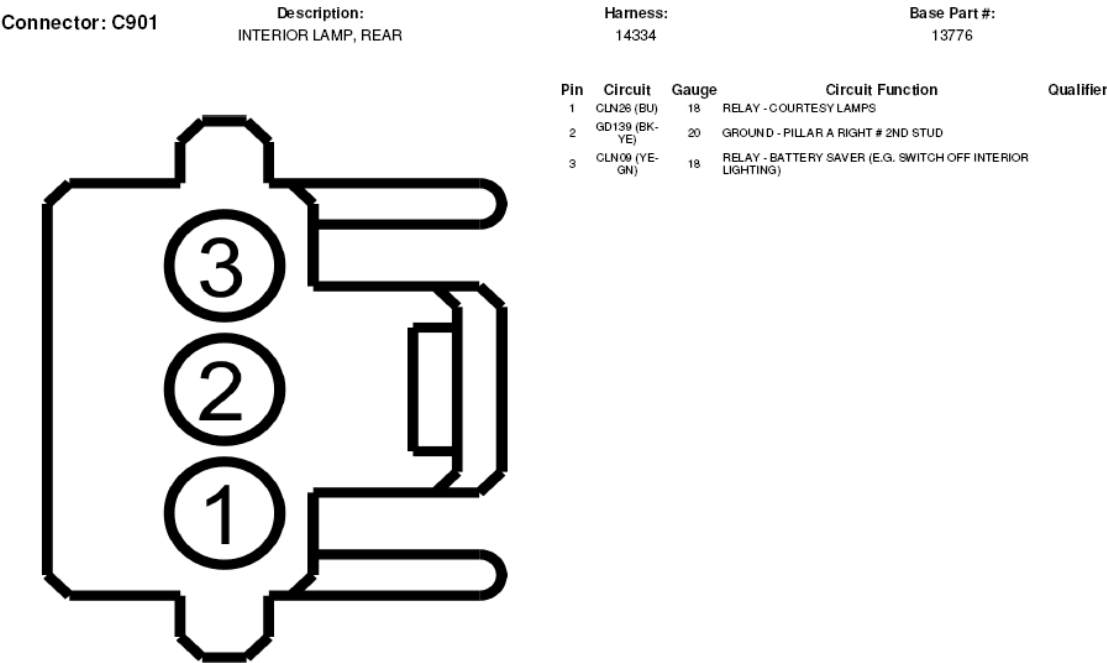 Connector: C901
Description:
INTERIOR LAMP, REAR
Harness:
14334
Base Part #:
13776
Pin Circuit Gauge Circuit Function Qualifier
1 CLN26 (BU) 18 RELAY - COURTESY LAMPS
2 GD139 (BK-
YE) 20 GROUND - PILLAR A RIGHT # 2ND STUD
3 CLN09 (YE-
GN) 18 RELAY - BATTERY SAVER (E.G. SWITCH OFF INTERIOR
LIGHTING)
3
2
1